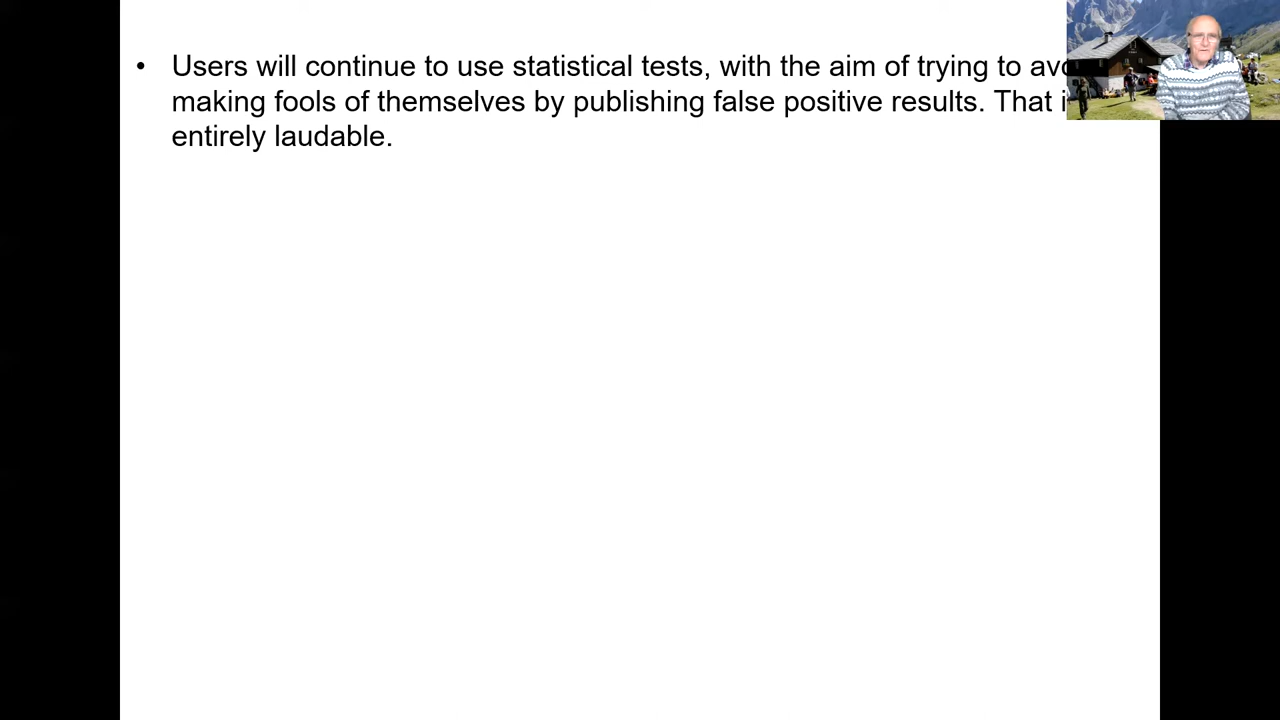 • Users will continue to use statistical tests, with the aim of trying to
making fools of themselves by publishing false positive results. That
entirely laudable.